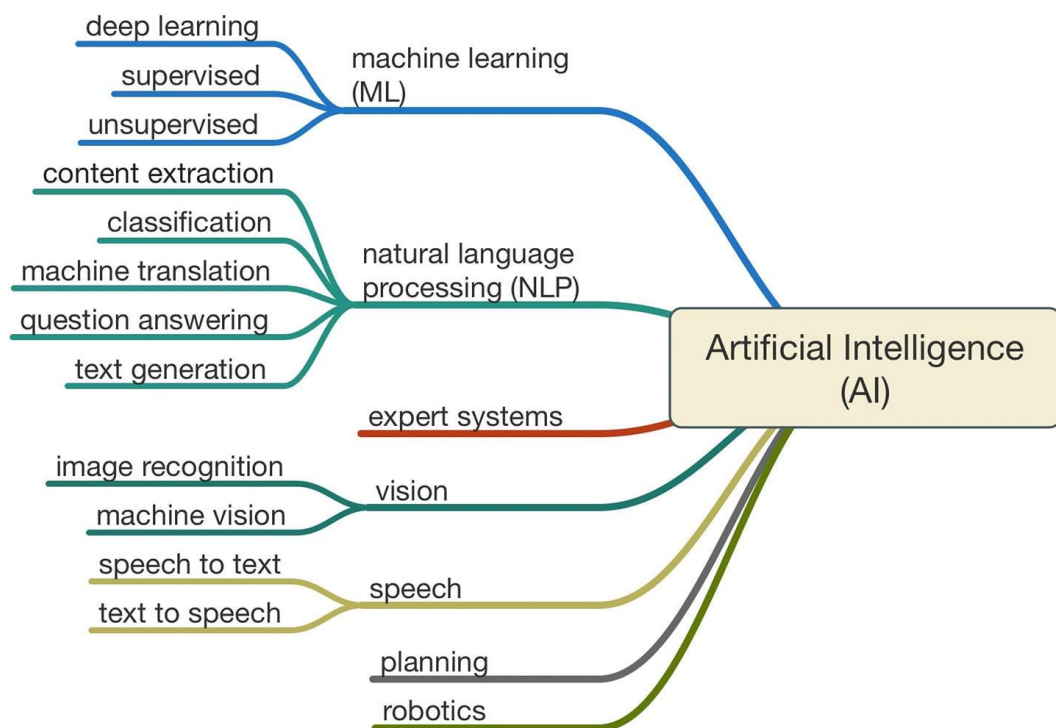 deep learning
supervised
unsupervised
machine learning
(ML)
content extraction
classification
machine translation
question answering
text generation
natural language
processing (NLP)
expert systems
image recognition
machine vision
vision
speech to text
text to speech
speech
planning
robotics
Artificial Intelligence
(AI)